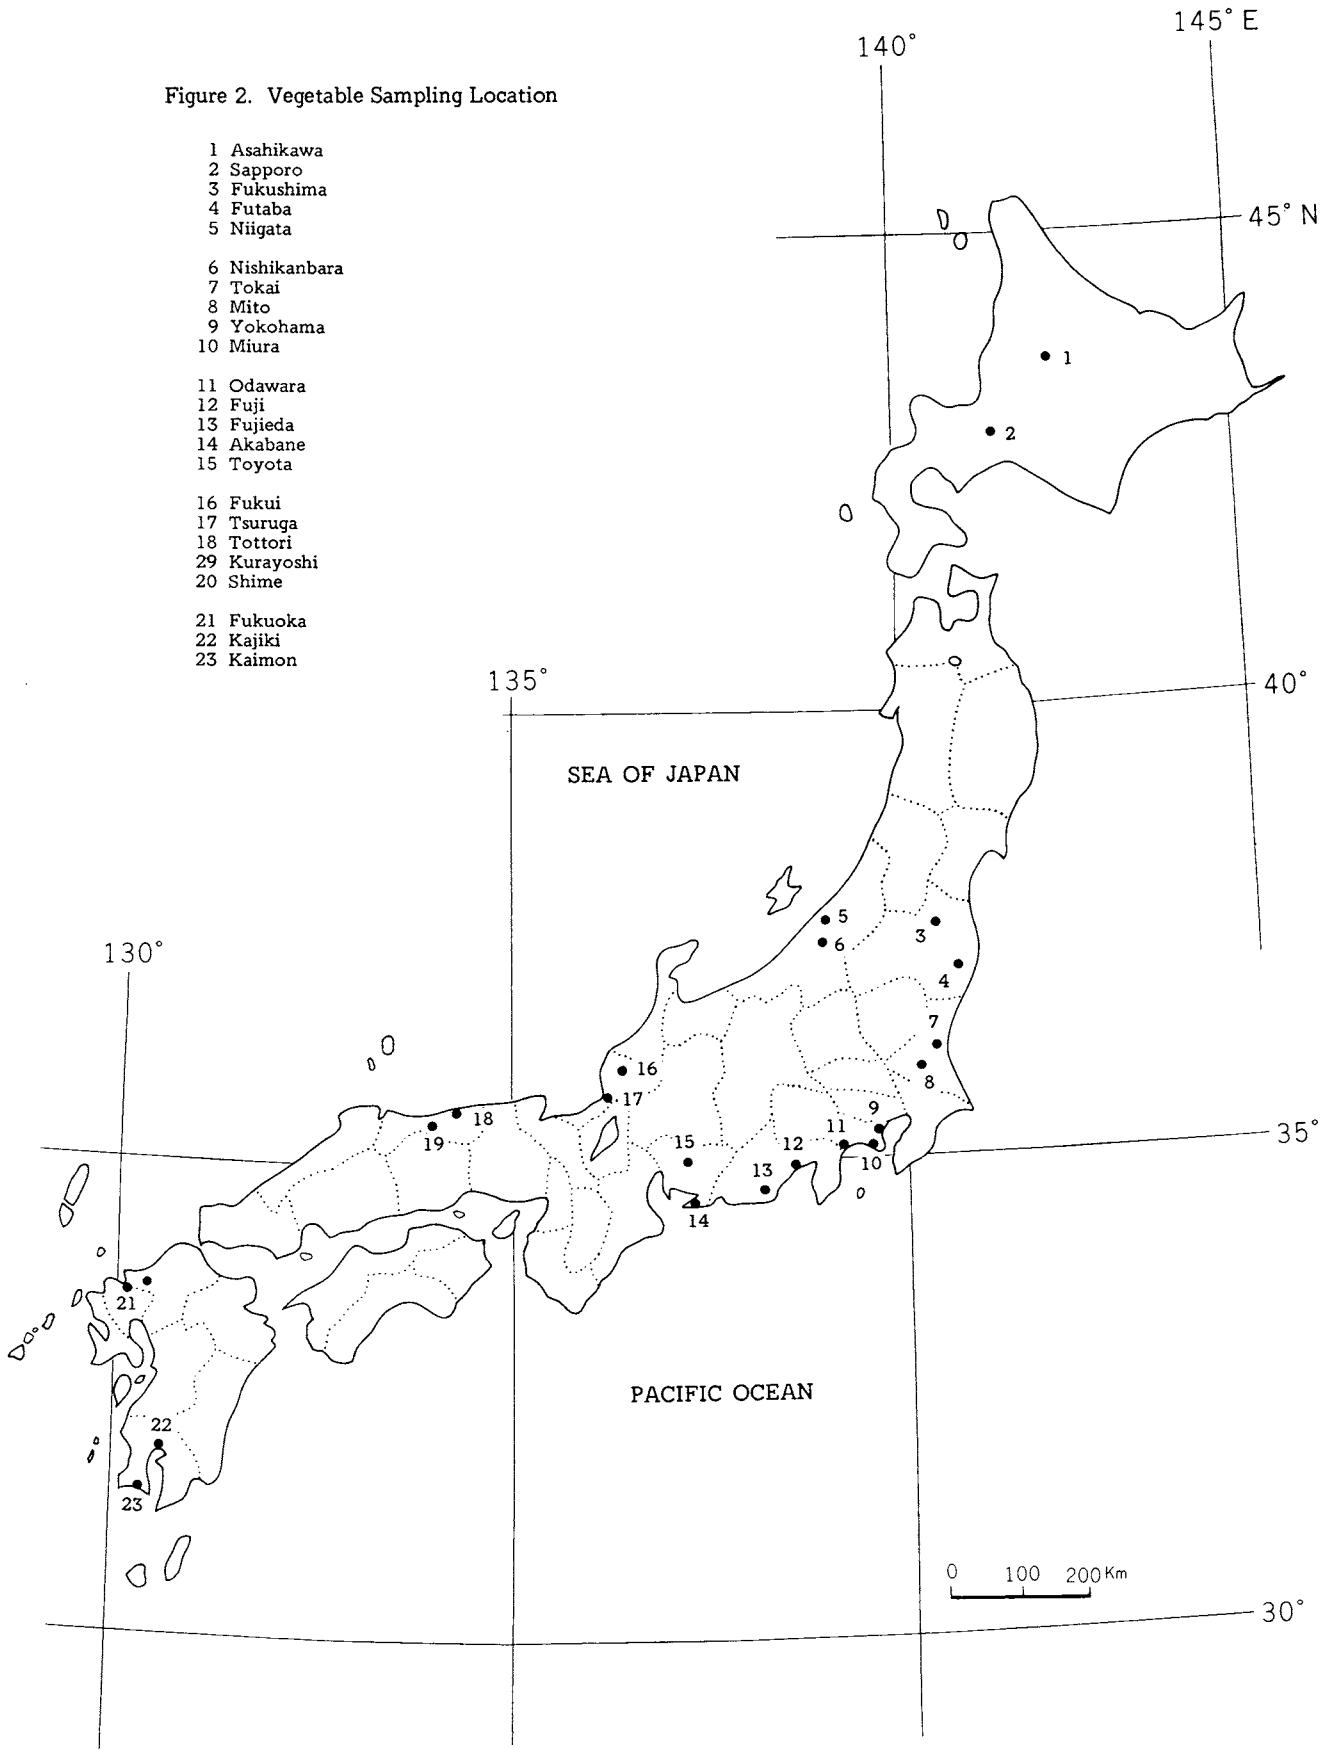 145° E
140°
Figure 2. Vegetable Sampling Location
1 Asahikawa
2 Sapporo
3 Fukushima
4 Futaba
5 Niigata
6 Nishikanbara
7 Tokai
8 Mito
9 Yokohama
10 Miura
11 Odawara
12 Fuji
13 Fujieda
14 Akabane
15 Toyota
16 Fukui
17 Tsuruga
18 Tottori
29 Kurayoshi
20 Shime
21 Fukuoka
22 Kajiki
23 Kaimon
45° N
1
2
135°
40°
SEA OF JAPAN
5
3
6
130°
4
7
16
8
17
9
18
11
35°
19
15
12
10
13
14
21
PACIFIC OCEAN
22
23
0 100 200 Km
30°